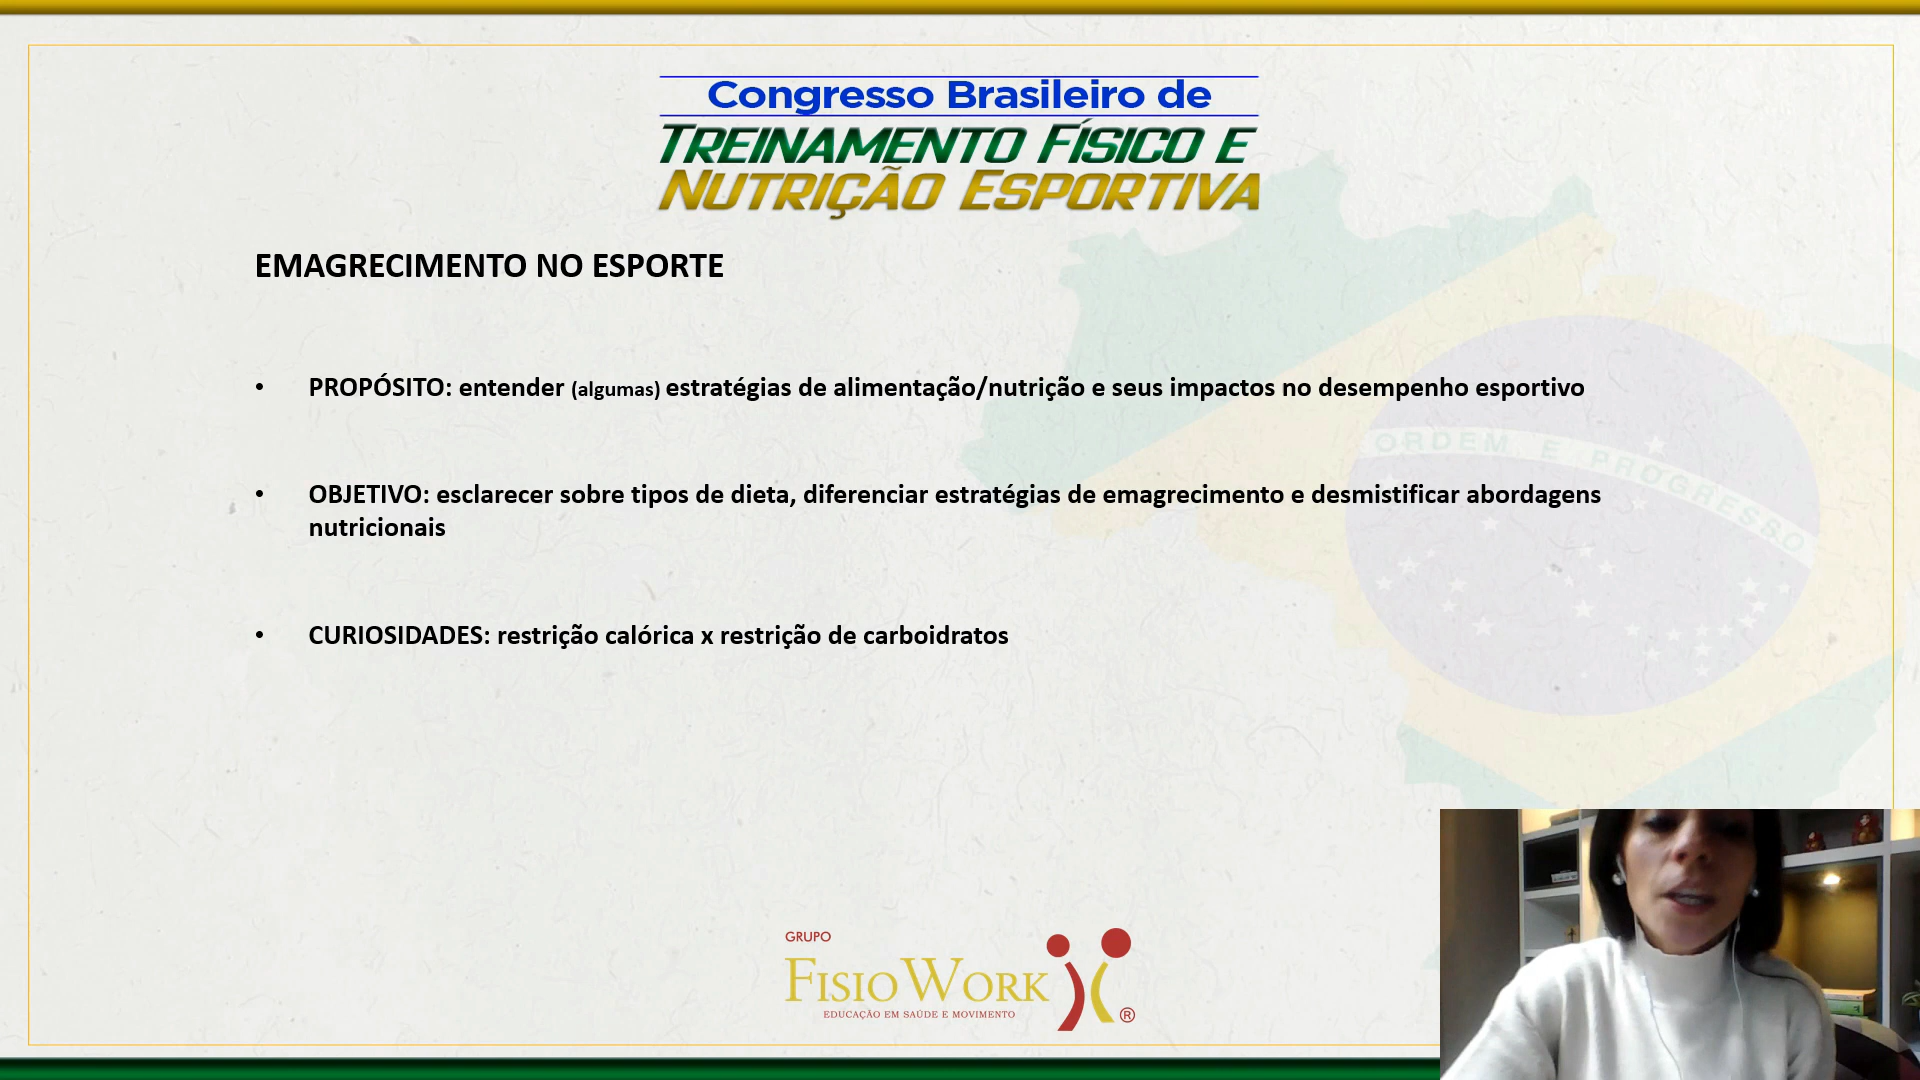 Congresso Brasileiro de
TREINAMENTO FÍSICO E
NUTRIÇÃO ESPORTIVA
EMAGRECIMENTO NO ESPORTE
• PROPÓSITO: entender (algumas) estratégias de alimentação/nutrição e seus impactos no desempenho esportivo
• OBJETIVO: esclarecer sobre tipos de dieta, diferenciar estratégias de emagrecimento e desmistificar abordagens
nutricionais
• CURIOSIDADES: restrição calórica x restrição de carboidratos
ORDEM E PROGRESSO
GRUPO
FISIOWORK
EDUCAÇÃO EM SAÚDE E MOVIMENTO
®